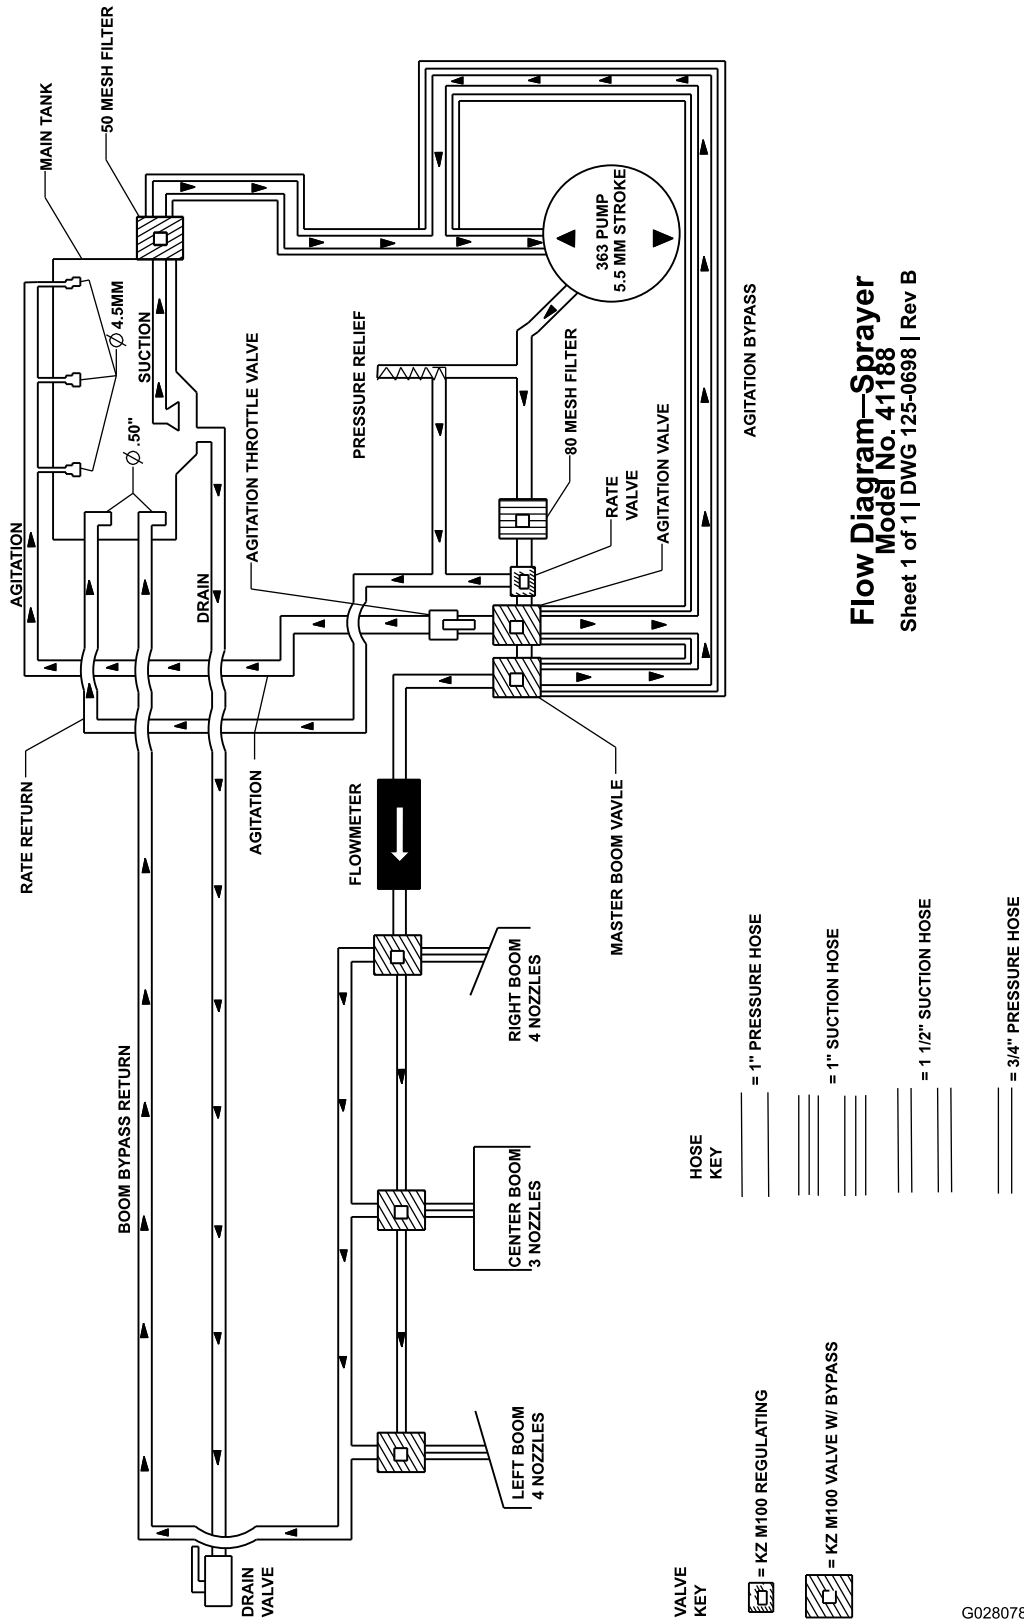 50 MESH FILTER
MAIN TANK
AGITATION
Ø 4.5MM
SUCTION
Ø .50"
DRAIN
AGITATION THROTTLE VALVE
PRESSURE RELIEF
363 PUMP
5.5 MM STROKE
80 MESH FILTER
RATE
VALVE
AGITATION VALVE
AGITATION BYPASS
RATE RETURN
AGITATION
FLOWMETER
MASTER BOOM VAVLE
BOOM BYPASS RETURN
RIGHT BOOM
4 NOZZLES
CENTER BOOM
3 NOZZLES
LEFT BOOM
4 NOZZLES
DRAIN
VALVE
Flow Diagram—Sprayer
Model No. 41188
Sheet 1 of 1 | DWG 125-0698 | Rev B
HOSE
KEY
= 1" PRESSURE HOSE
= 1" SUCTION HOSE
= 1 1/2" SUCTION HOSE
= 3/4" PRESSURE HOSE
VALVE
KEY
= KZ M100 REGULATING
= KZ M100 VALVE W/ BYPASS
G028078